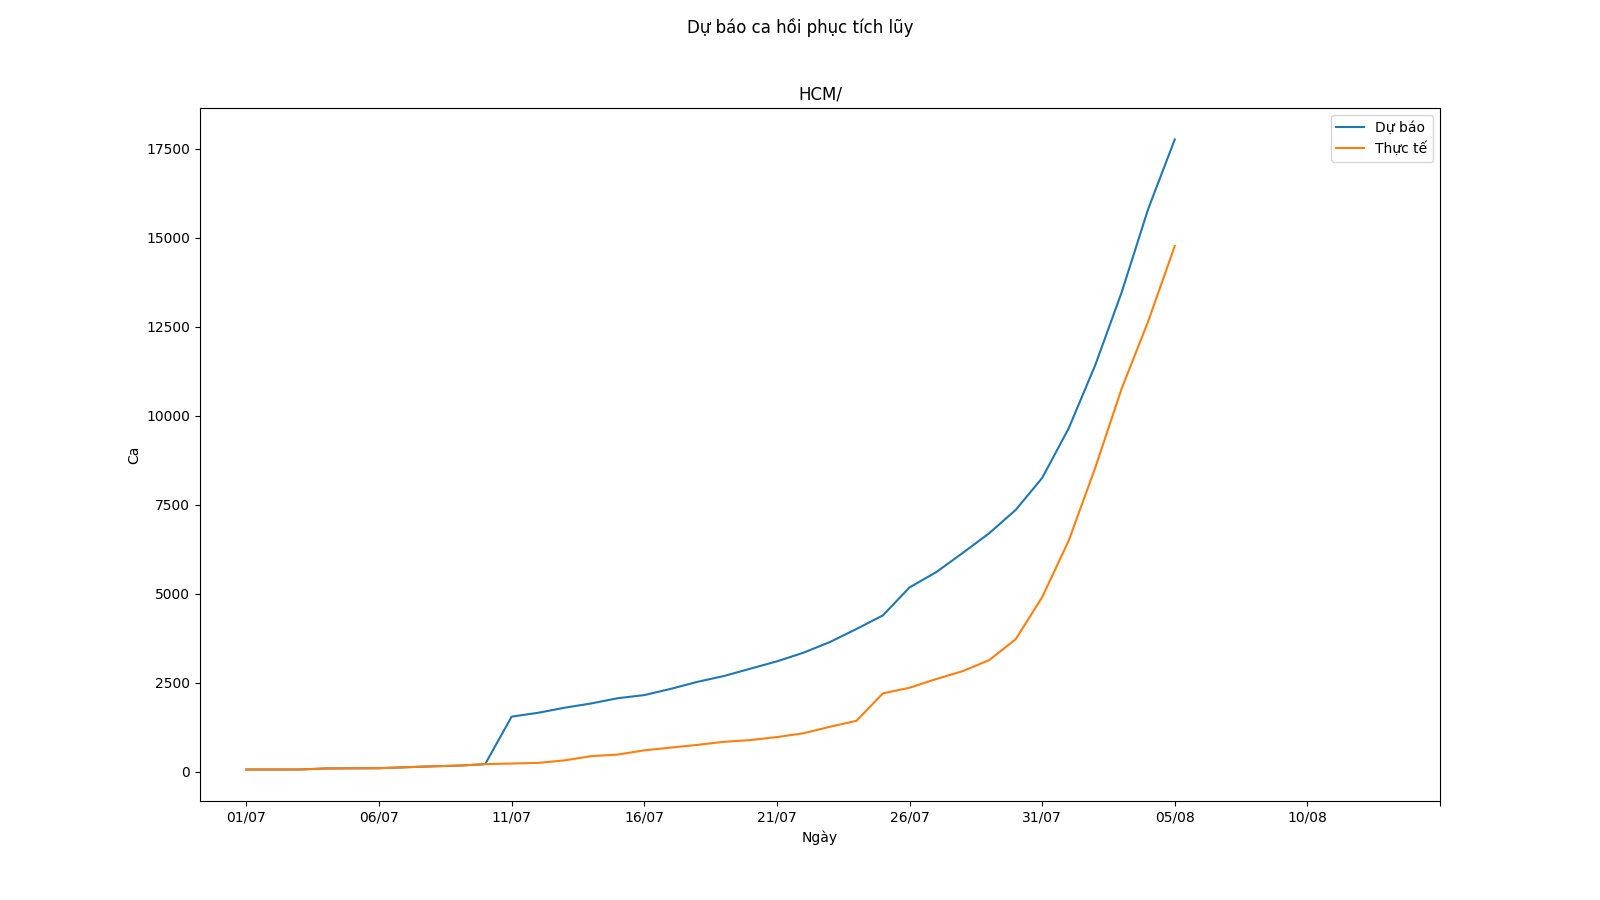 Dự báo ca hồi phục tích lũy
HCM/
Dự báo
Thực tế
17500
15000
12500
10000
7500
5000
2500
0
Ca
01/07 06/07 11/07 16/07 21/07 26/07 31/07 05/08 10/08
Ngày